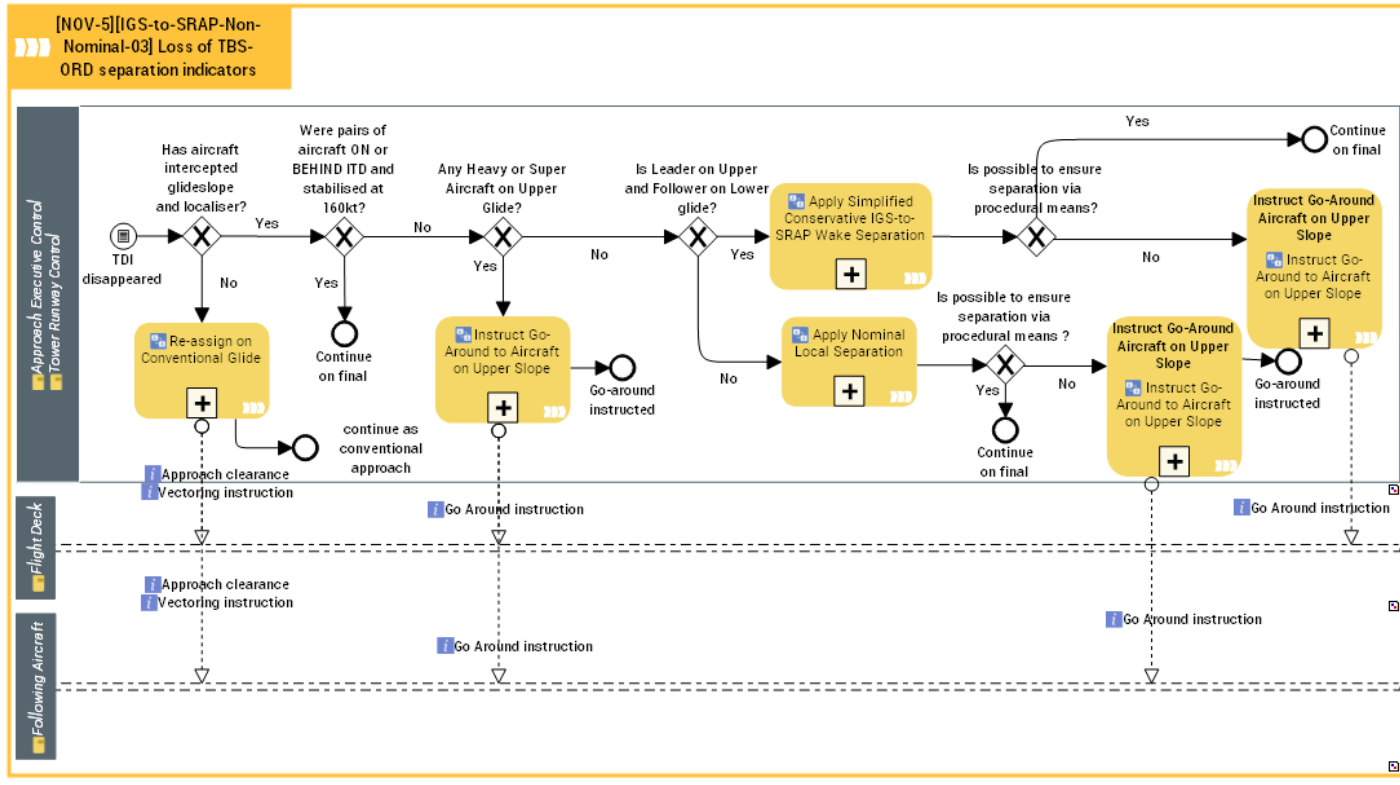 [NOV-5][IGS-to-SRAP-Non-
Nominal-03] Loss of TBS-
ORD separation indicators
Approach Executive Control
Tower Runway Control
TDI
disappeared
Has aircraft
intercepted
glideslope
and localiser?
Yes
No
Were pairs of
aircraft ON or
BEHIND ITD and
stabilised at
160kt?
No
Yes
Continue
on final
Any Heavy or Super
Aircraft on Upper
Glide?
No
Yes
Is Leader on Upper
and Follower on Lower
glide?
Yes
No
Apply Simplified
Conservative IGS-to-
SRAP Wake Separation
Is possible to ensure
separation via
procedural means?
Yes
Continue
on final
No
Instruct Go-Around
Aircraft on Upper
Slope
Instruct Go-
Around to Aircraft
on Upper Slope
Re-assign on
Conventional Glide
continue as
conventional
approach
Instruct Go-
Around to Aircraft
on Upper Slope
Go-around
instructed
Apply Nominal
Local Separation
Is possible to ensure
separation via
procedural means ?
Yes
No
Continue
on final
Instruct Go-Around
Aircraft on Upper
Slope
Instruct Go-
Around to Aircraft
on Upper Slope
Go-around
instructed
Approach clearance
Vectoring instruction
Go Around instruction
Go Around instruction
Flight Deck
Approach clearance
Vectoring instruction
Go Around instruction
Go Around instruction
Following Aircraft